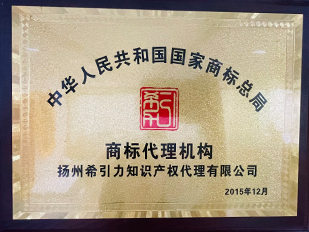 中华人民共和国国家商标总局
商标代理机构
扬州希引力知识产权代理有限公司
2015年12月